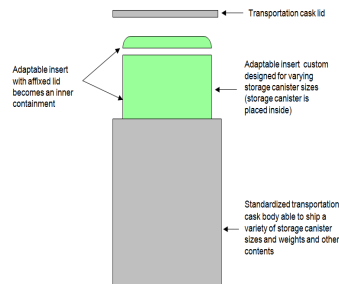 Transportation cask lid
Adaptable insert
with affixed lid
becomes an inner
containment
Adaptable insert custom
designed for varying
storage canister sizes
(storage canister is
placed inside)
Standardized transportation
cask body able to ship a
variety of storage canister
sizes and weights and other
contents